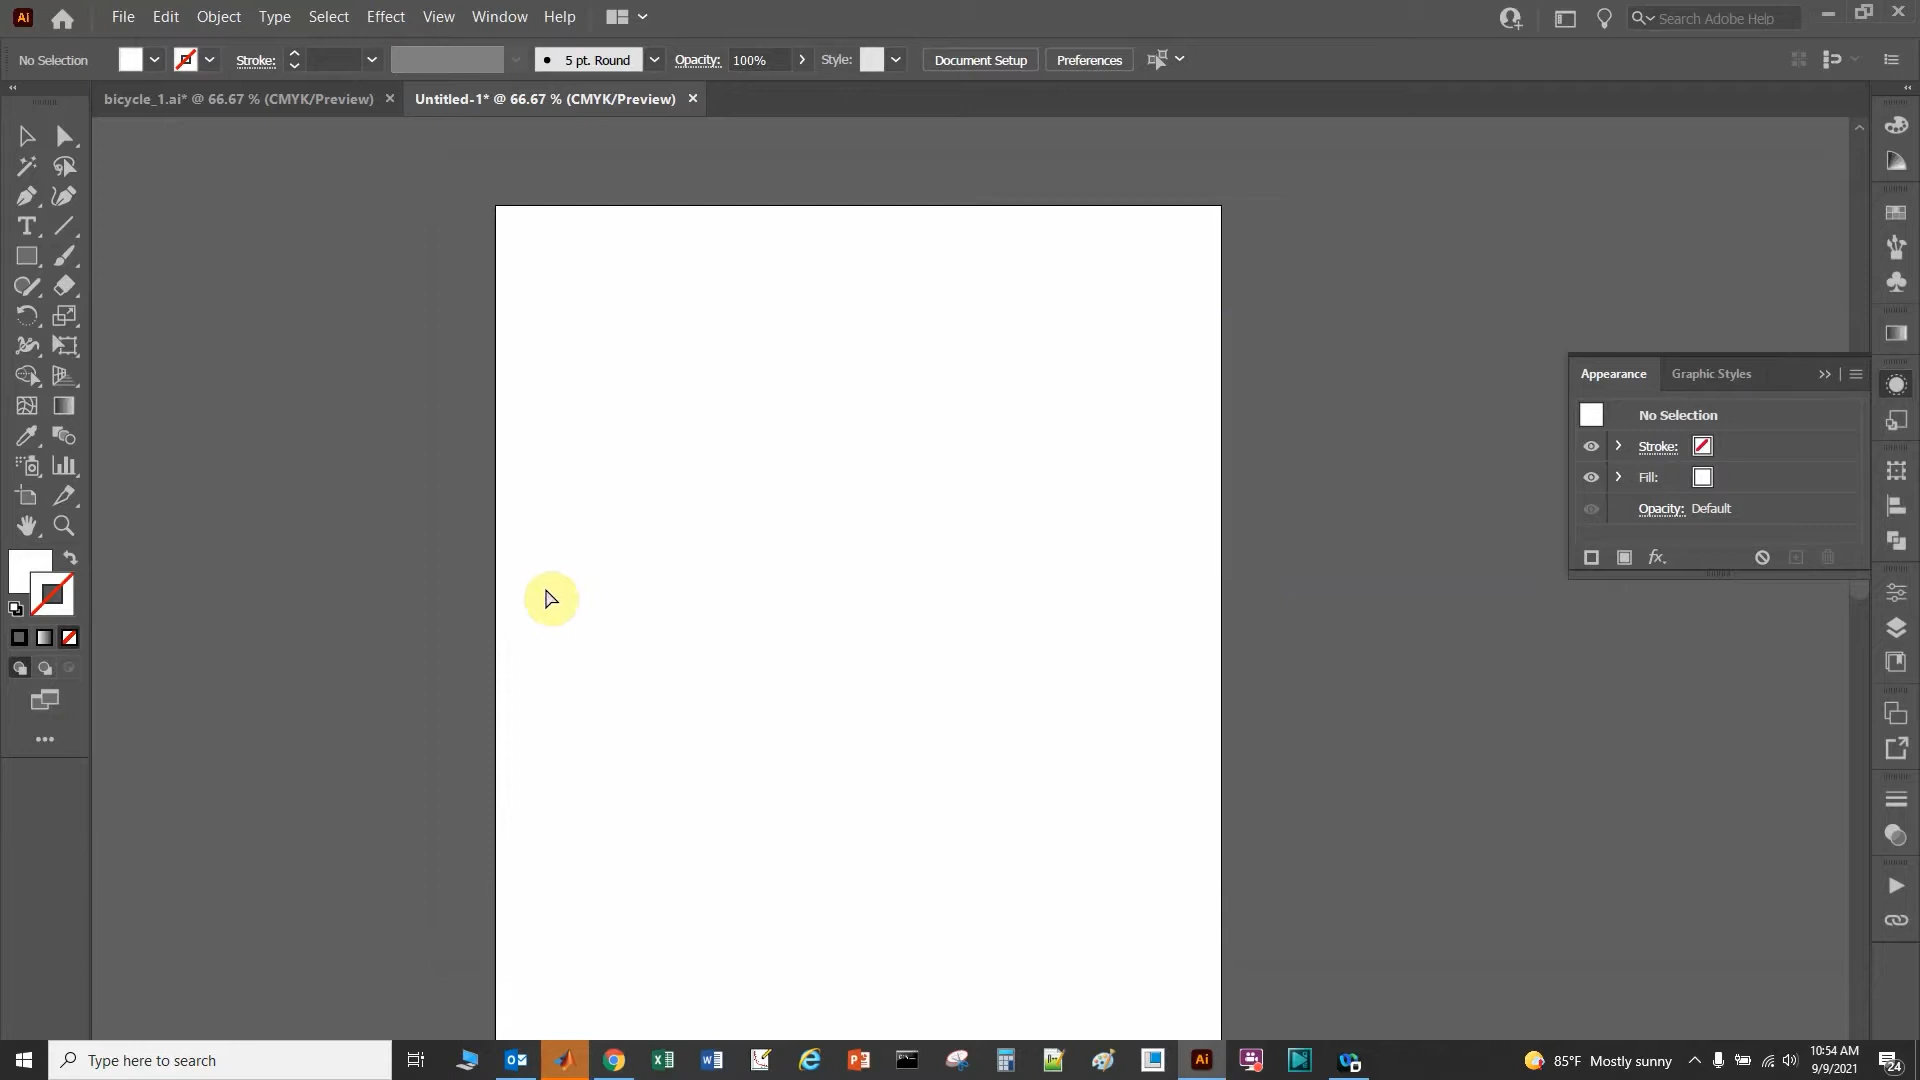 Ai File Edit Object Type Select Effect View Window Help Search Adobe Help
No Selection Stroke: 5 pt. Round Opacity: 100% Style: Document Setup Preferences
bicycle_1.ai* @ 66.67 % (CMYK/Preview) Untitled-1* @ 66.67 % (CMYK/Preview)
Appearance Graphic Styles
No Selection
Stroke:
Fill:
Opacity: Default
fx.
Type here to search Ai 85°F Mostly sunny 10:54 AM
9/9/2021 24